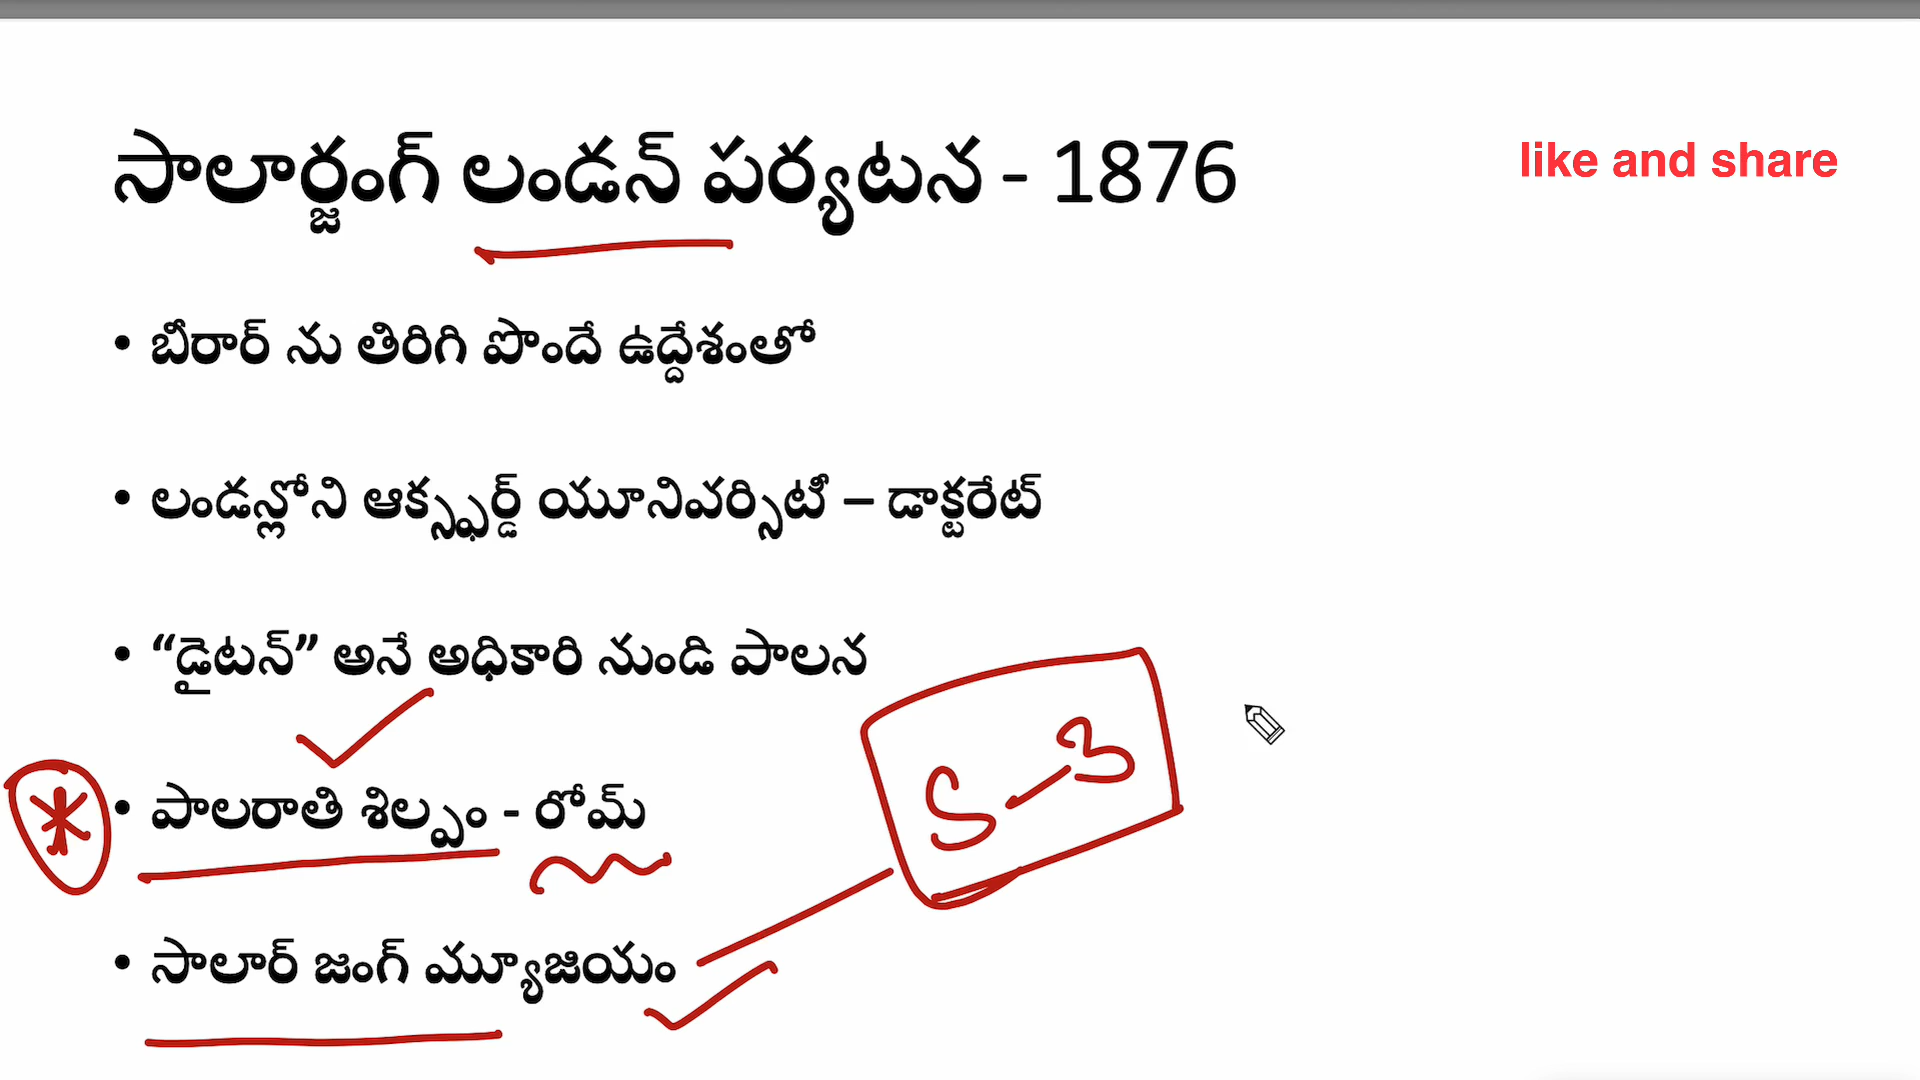 సాలార్జంగ్ లండన్ పర్యటన - 1876
like and share
• బీరార్ ను తిరిగి పొందే ఉద్దేశంతో
• లండన్లోని ఆక్స్ఫర్డ్ యూనివర్సిటీ – డాక్టరేట్
• “డైటన్” అనే అధికారి నుండి పాలన
• పాలరాతి శిల్పం - రోమ్
S-3
• సాలార్ జంగ్ మ్యూజియం